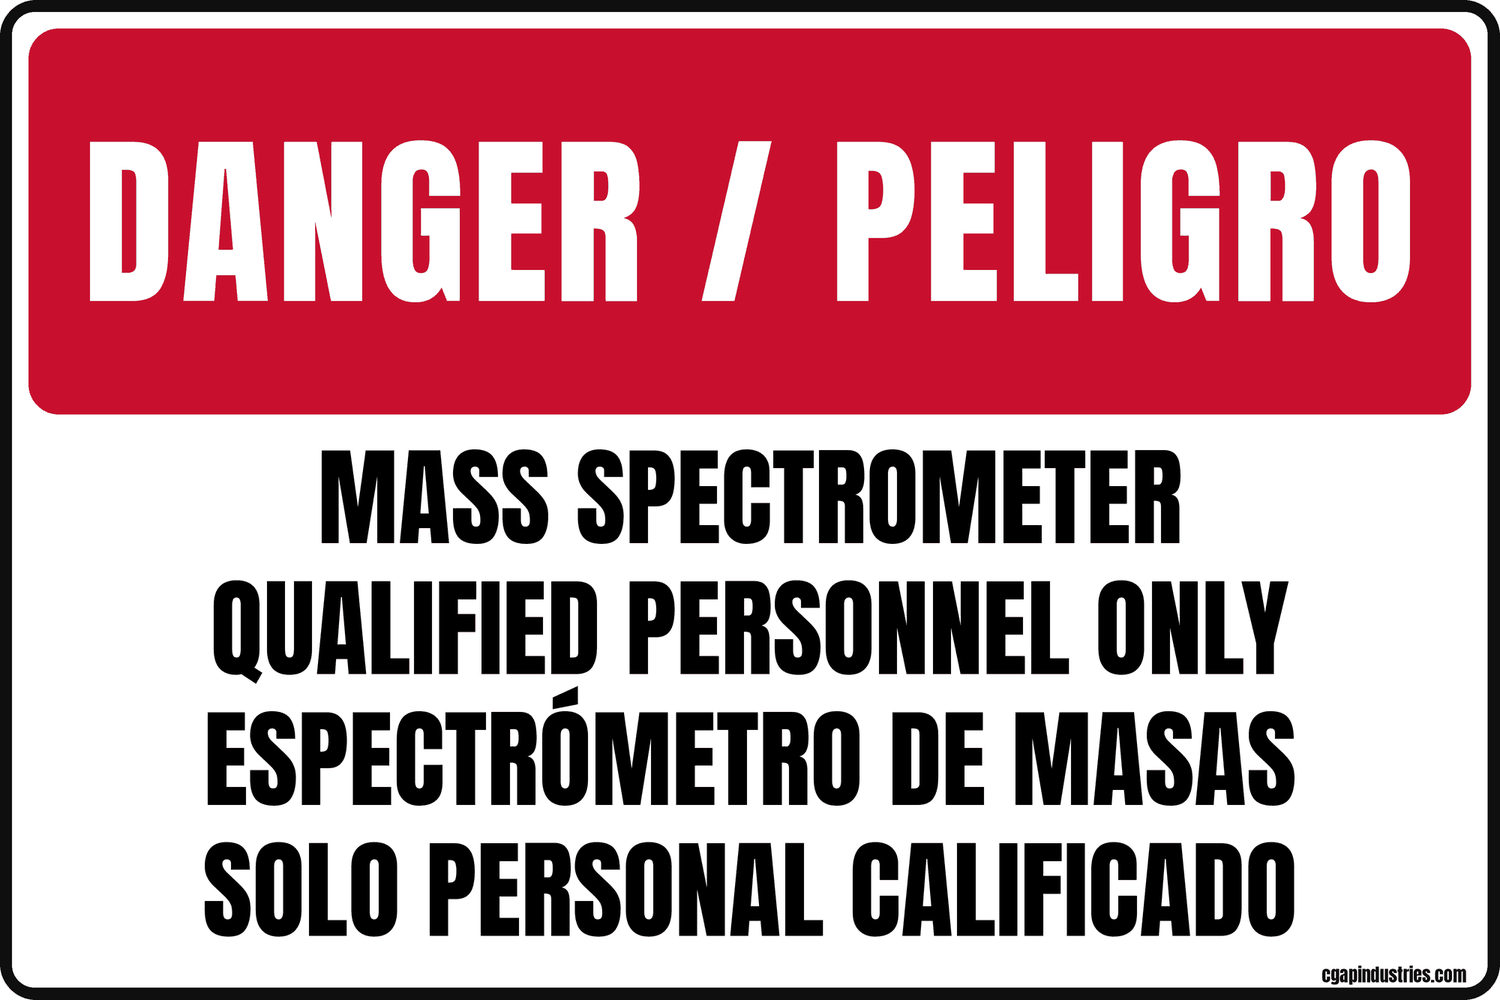 DANGER / PELIGRO
MASS SPECTROMETER
QUALIFIED PERSONNEL ONLY
ESPECTRÓMETRO DE MASAS
SOLO PERSONAL CALIFICADO
cgapindustries.com